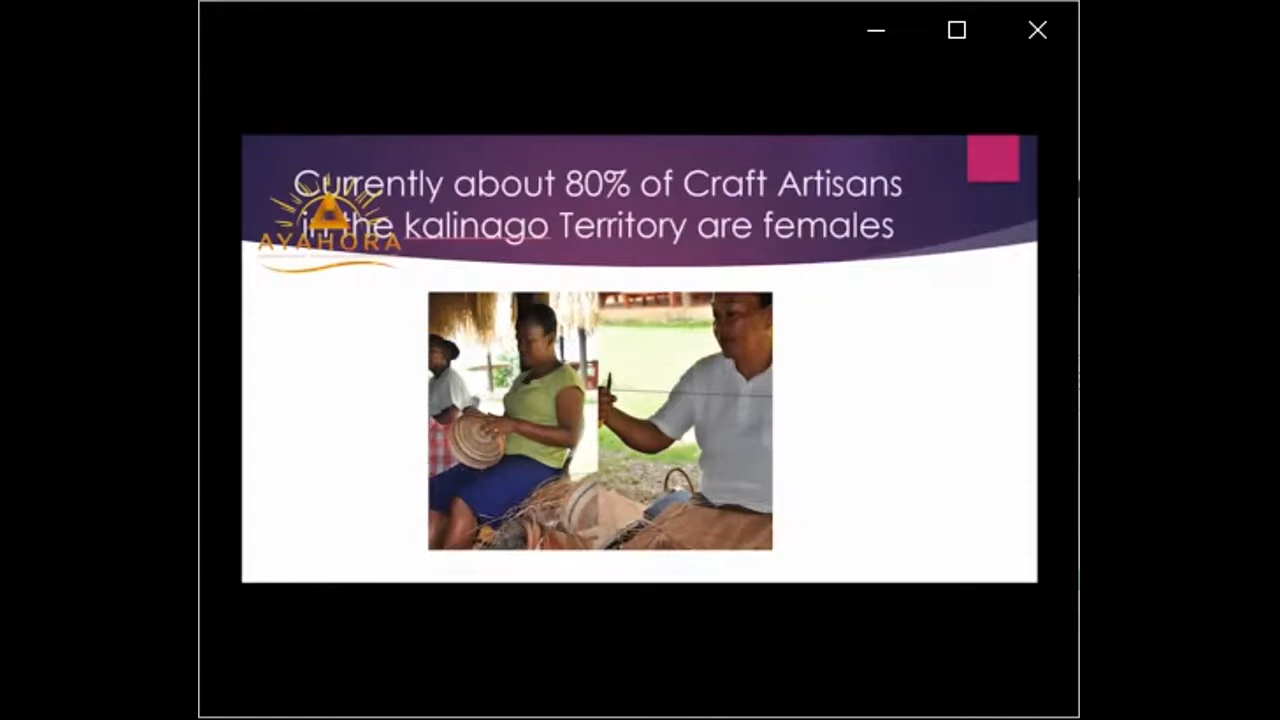 Currently about 80% of Craft Artisans
in the kalinago Territory are females
AYAHORA